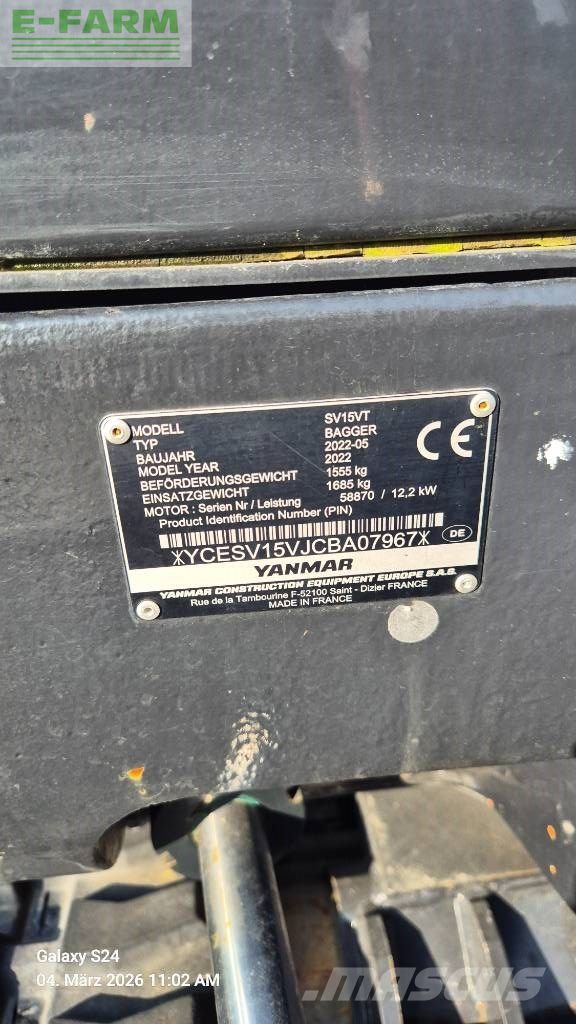 E-FARM
MODELL SV15VT
TYP BAGGER
BAUJAHR 2022-05
MODEL YEAR 2022
BEFÖRDERUNGSGEWICHT 1555 kg
EINSATZGEWICHT 1685 kg
MOTOR : Serien Nr / Leistung 58870 / 12,2 kW
Product Identification Number (PIN)
CE
*YCESV15VJCBA07967*
DE
YANMAR
YANMAR CONSTRUCTION EQUIPMENT EUROPE S.A.S.
Rue de la Tambourine F-52100 Saint - Dizier FRANCE
MADE IN FRANCE
Galaxy S24
04. März 2026 11:02 AM
MASCUS